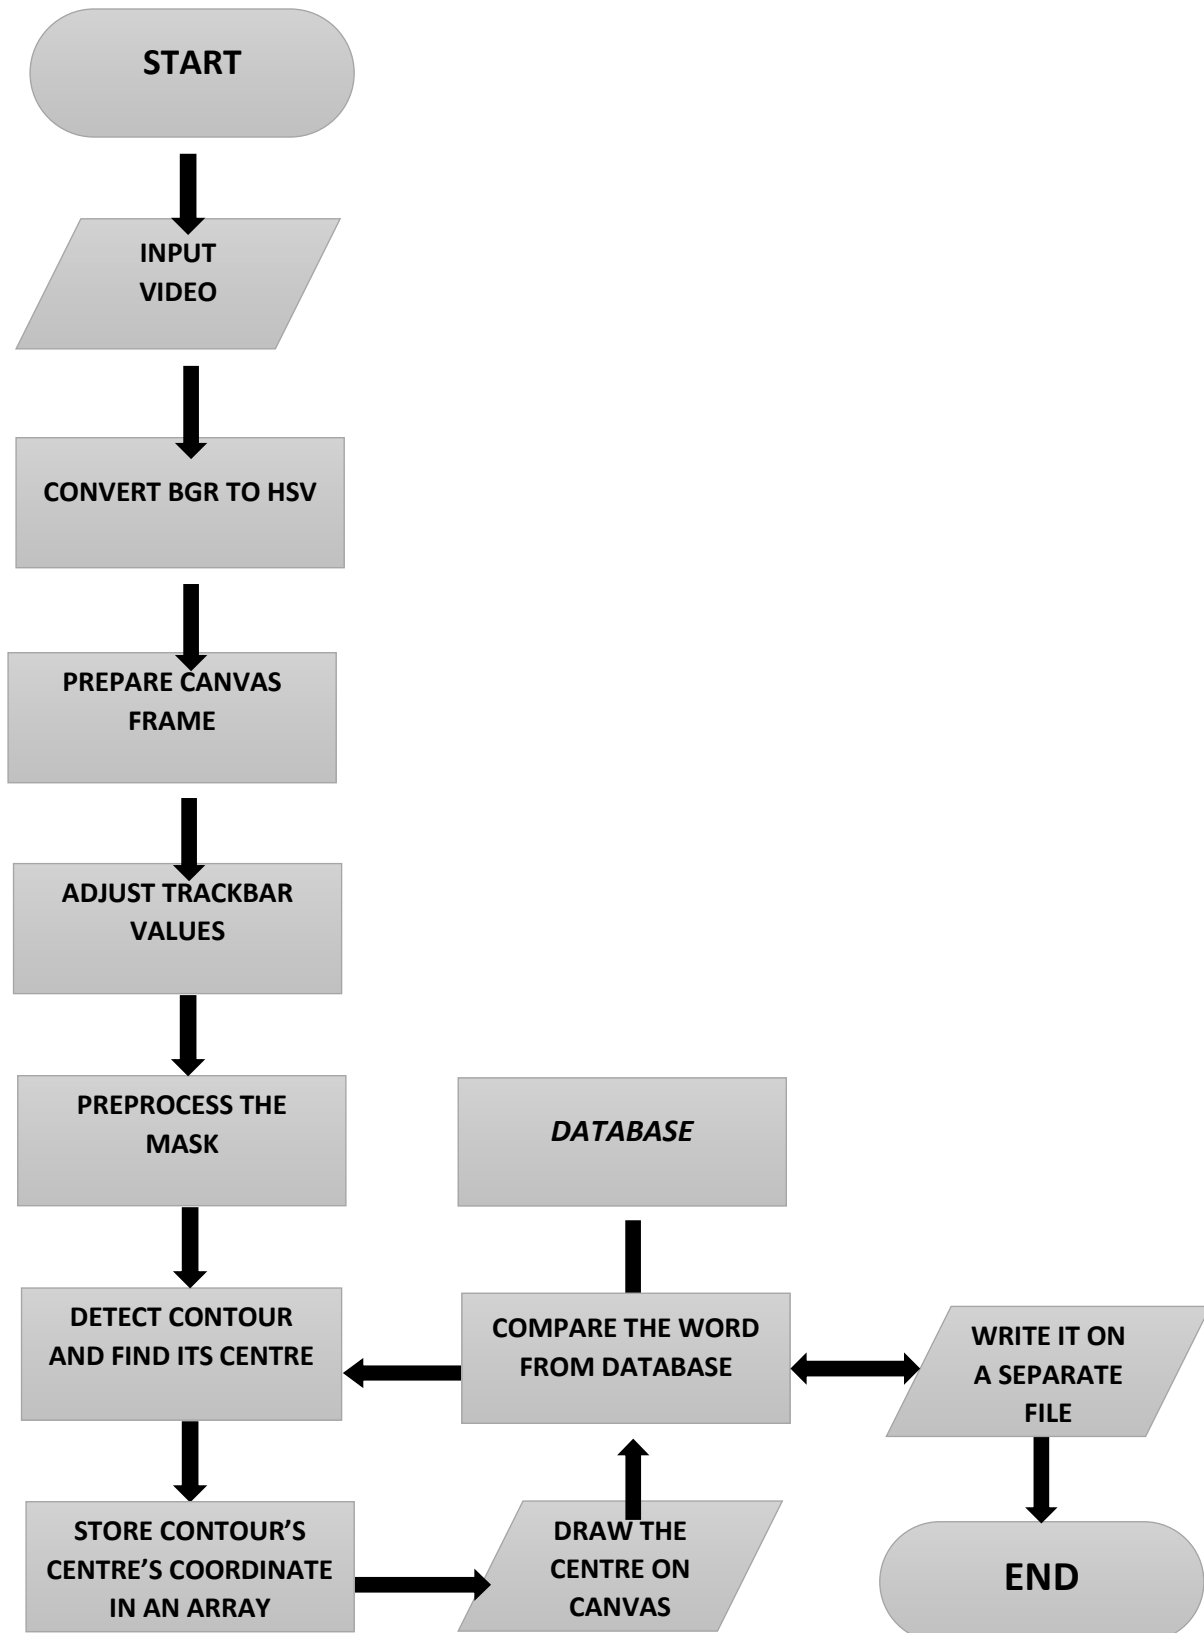 START
INPUT
VIDEO
CONVERT BGR TO HSV
PREPARE CANVAS
FRAME
ADJUST TRACKBAR
VALUES
PREPROCESS THE
MASK
DATABASE
DETECT CONTOUR
AND FIND ITS CENTRE
COMPARE THE WORD
FROM DATABASE
WRITE IT ON
A SEPARATE
FILE
STORE CONTOUR’S
CENTRE’S COORDINATE
IN AN ARRAY
DRAW THE
CENTRE ON
CANVAS
END